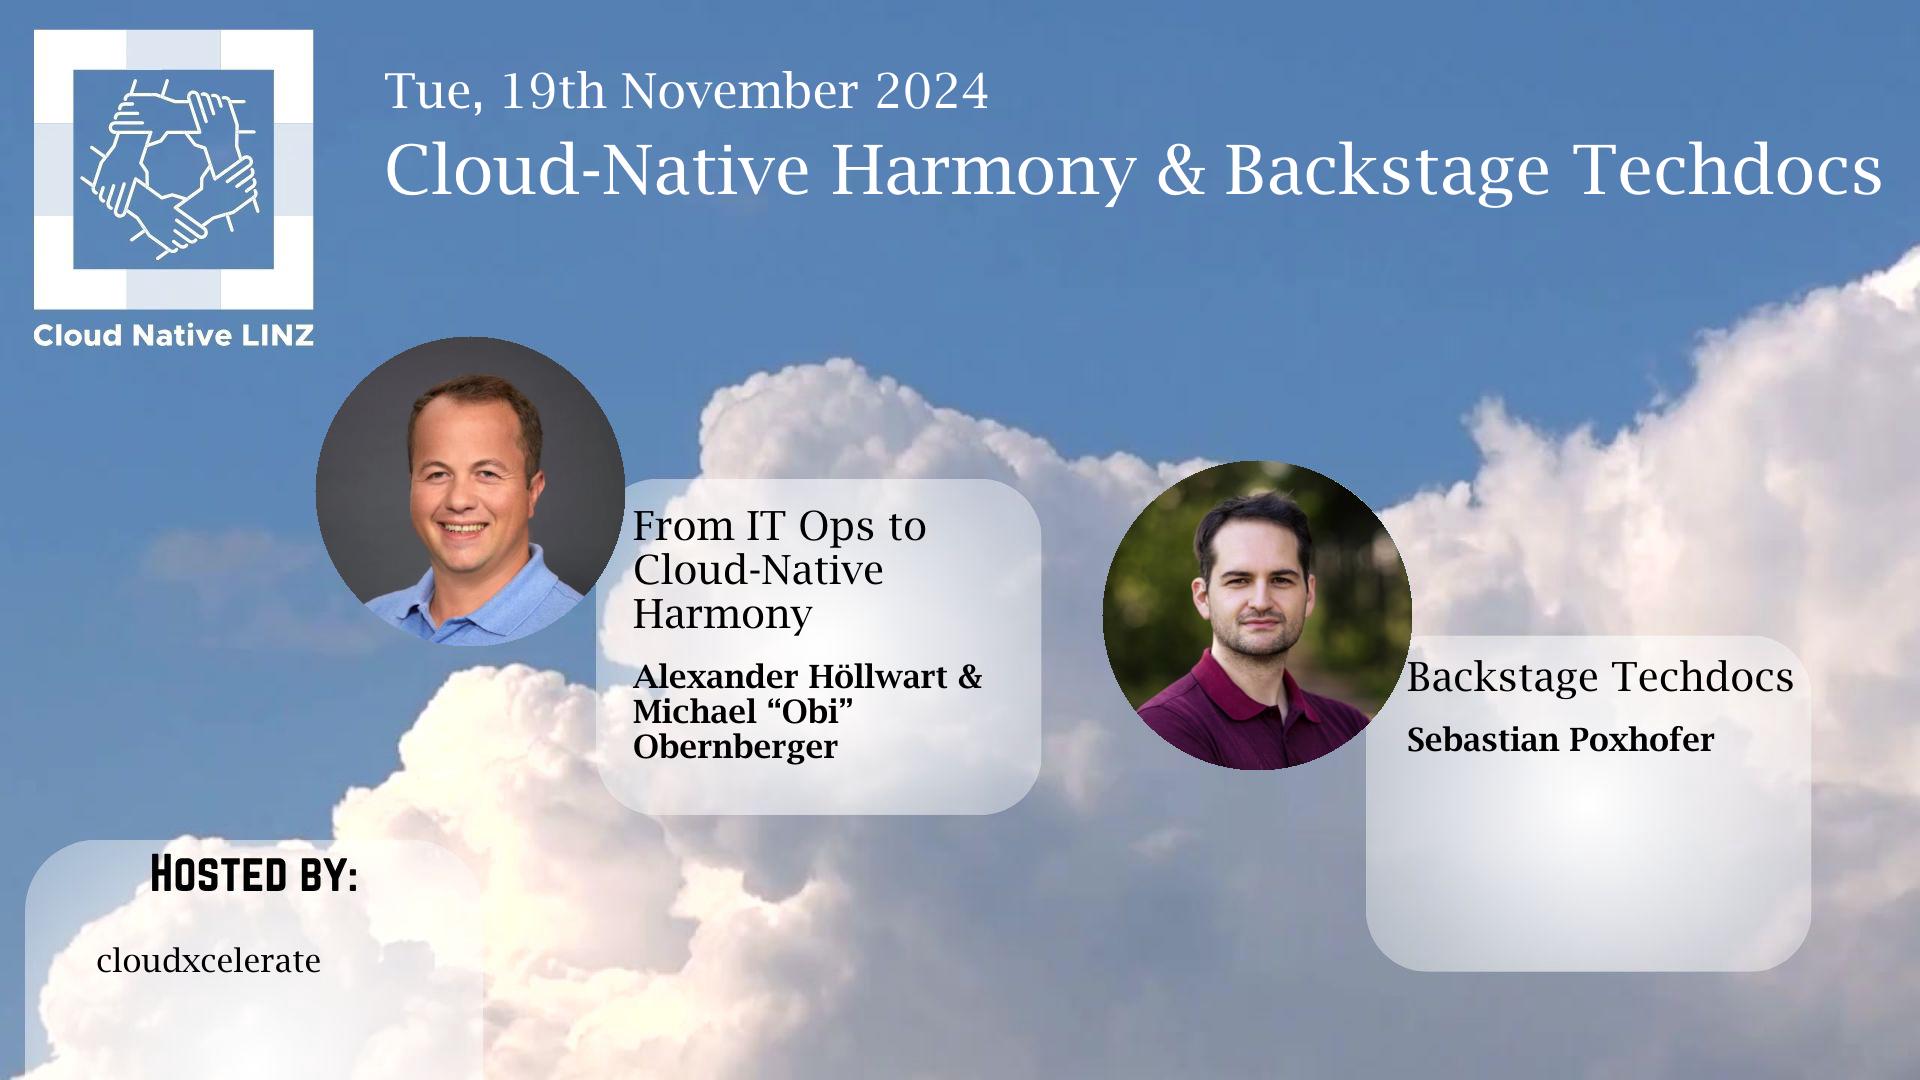 Tue, 19th November 2024
Cloud-Native Harmony & Backstage Techdocs
Cloud Native LINZ
From IT Ops to
Cloud-Native
Harmony
Alexander Höllwart &
Michael “Obi”
Obernberger
Backstage Techdocs
Sebastian Poxhofer
HOSTED BY:
cloudxcelerate